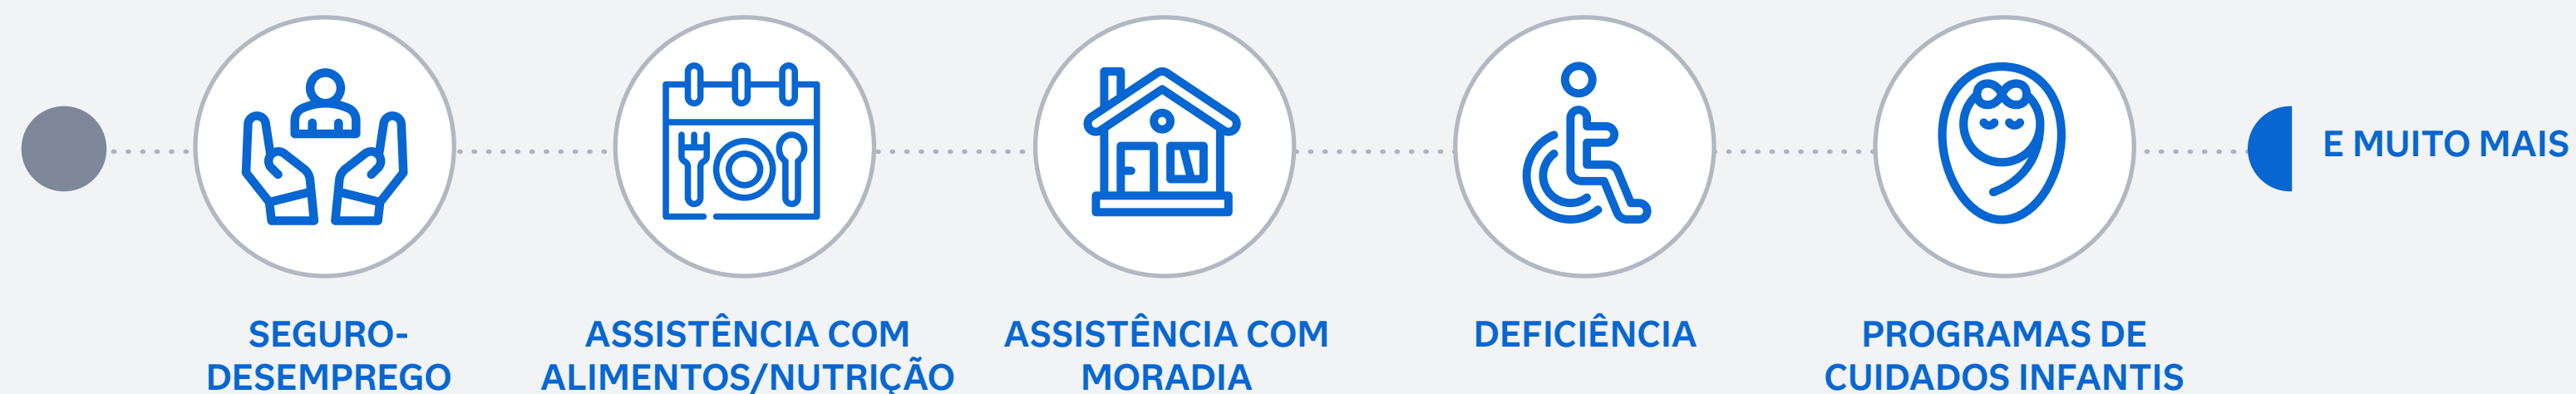 SEGURO-
DESEMPREGO
ASSISTÊNCIA COM
ALIMENTOS/NUTRIÇÃO
ASSISTÊNCIA COM
MORADIA
DEFICIÊNCIA
PROGRAMAS DE
CUIDADOS INFANTIS
E MUITO MAIS